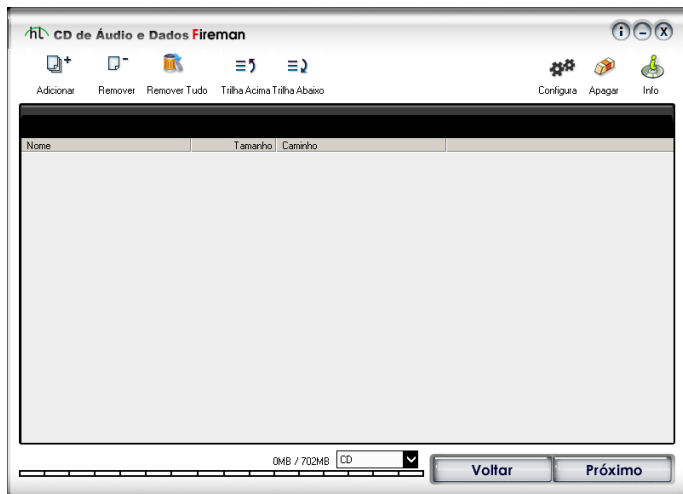 CD de Áudio e Dados Fireman
Adicionar Remover Remover Tudo Trilha Acima Trilha Abaixo Configura Apagar Info
Nome Tamanho Caminho
0MB / 702MB CD
Voltar Próximo